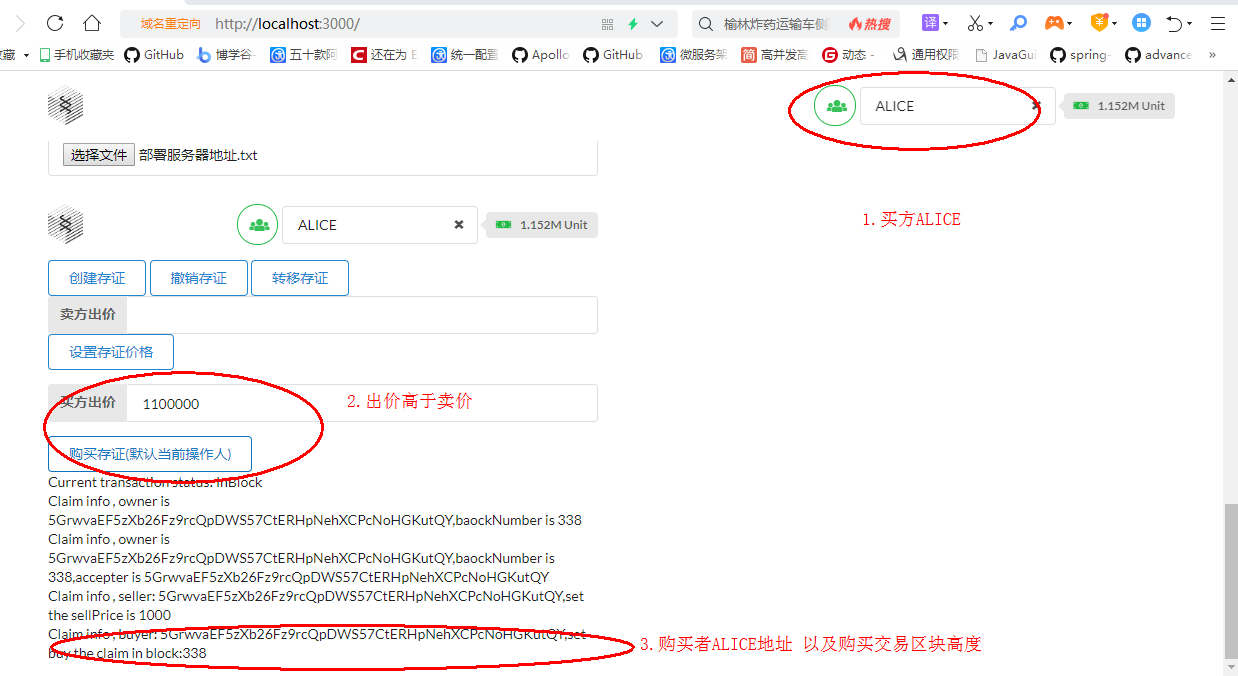 域名重定向 http://localhost:3000/ 榆林炸药运输车侧 热搜 译
收藏 手机收藏夹 GitHub 博学谷- 五十款阿 还在为 E 统一配置 Apollo GitHub 微服务架 简 高并发高 动态 - 通用权限 JavaGui spring- advance »
ALICE 1.152M Unit
选择文件 部署服务器地址.txt
ALICE 1.152M Unit
1.买方ALICE
创建存证 撤销存证 转移存证
卖方出价
设置存证价格
买方出价 1100000 2.出价高于卖价
购买存证(默认当前操作人)
Current transaction status: InBlock
Claim info , owner is
5GrwvaEF5zXb26Fz9rcQpDWS57CtERHpNehXCPcNoHGKutQY,baockNumber is 338
Claim info , owner is
5GrwvaEF5zXb26Fz9rcQpDWS57CtERHpNehXCPcNoHGKutQY,baockNumber is
338,accepter is 5GrwvaEF5zXb26Fz9rcQpDWS57CtERHpNehXCPcNoHGKutQY
Claim info , seller: 5GrwvaEF5zXb26Fz9rcQpDWS57CtERHpNehXCPcNoHGKutQY,set
the sellPrice is 1000
Claim info , buyer: 5GrwvaEF5zXb26Fz9rcQpDWS57CtERHpNehXCPcNoHGKutQY,set
buy the claim in block:338
3.购买者ALICE地址 以及购买交易区块高度